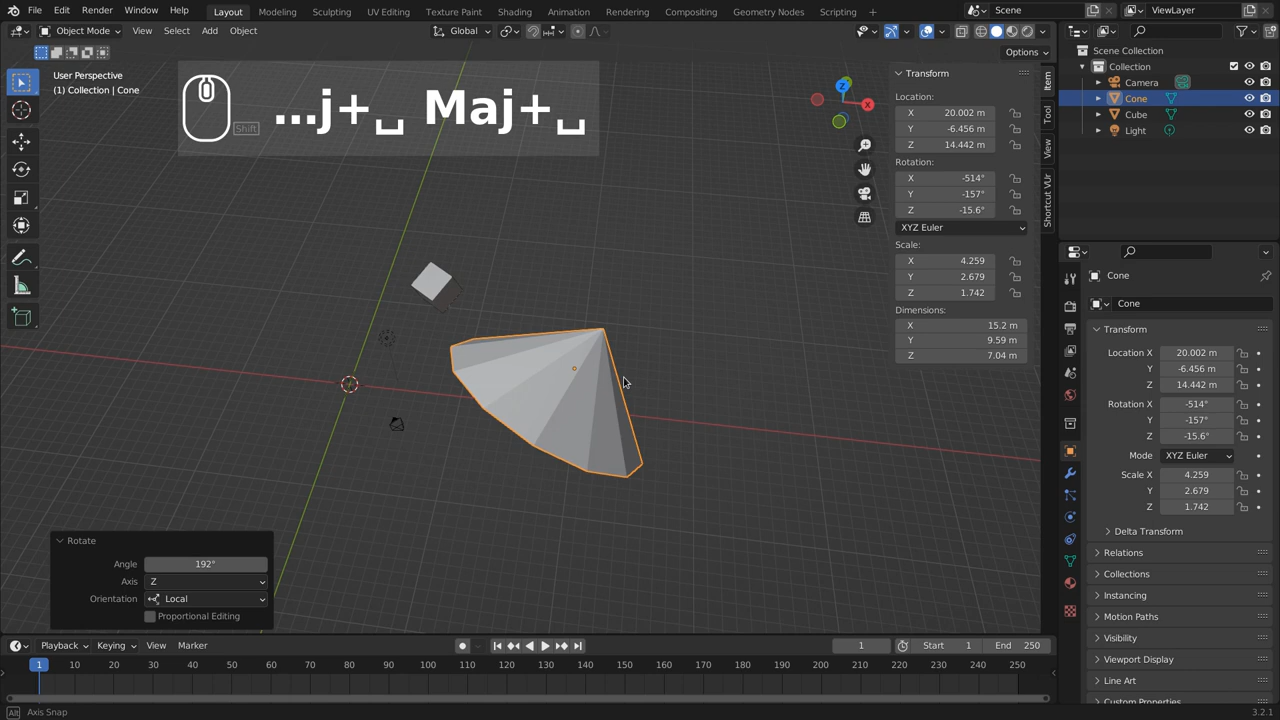 File Edit Render Window Help Layout Modeling Sculpting UV Editing Texture Paint Shading Animation Rendering Compositing Geometry Nodes Scripting + Scene ViewLayer
Object Mode View Select Add Object Global
Options
User Perspective
(1) Collection | Cone
Shift ...j+␣ Maj+␣
X
Y
Z
Transform
Location:
X 20.002 m
Y -6.456 m
Z 14.442 m
Rotation:
X -514°
Y -157°
Z -15.6°
XYZ Euler
Scale:
X 4.259
Y 2.679
Z 1.742
Dimensions:
X 15.2 m
Y 9.59 m
Z 7.04 m
Item
Tool
View
Shortcut VUr
Scene Collection
Collection
Camera
Cone
Cube
Light
Cone
Cone
Transform
Location X 20.002 m
Y -6.456 m
Z 14.442 m
Rotation X -514°
Y -157°
Z -15.6°
Mode XYZ Euler
Scale X 4.259
Y 2.679
Z 1.742
Delta Transform
Relations
Collections
Instancing
Motion Paths
Visibility
Viewport Display
Line Art
Custom Properties
Rotate
Angle 192°
Axis Z
Orientation Local
Proportional Editing
Playback Keying View Marker 1 Start 1 End 250
1 10 20 30 40 50 60 70 80 90 100 110 120 130 140 150 160 170 180 190 200 210 220 230 240 250
Alt Axis Snap 3.2.1